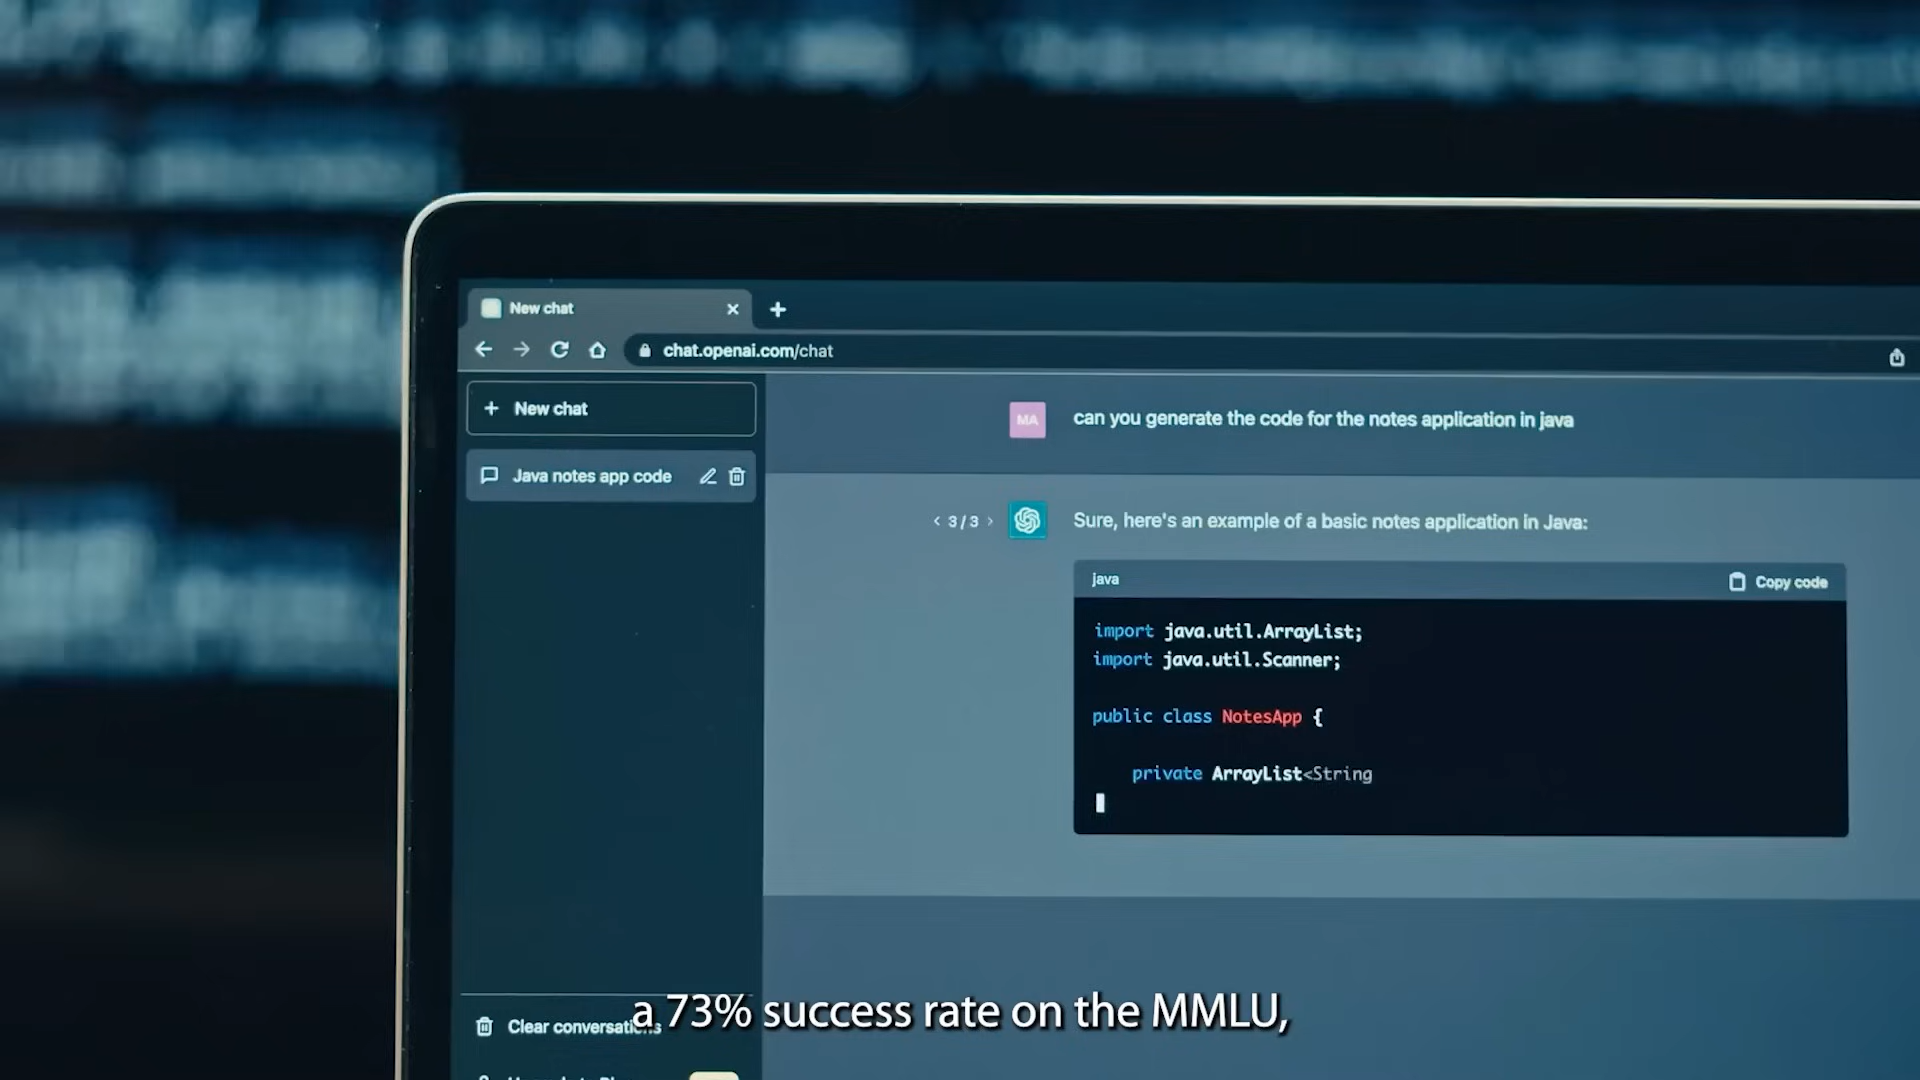 New chat
chat.openai.com/chat
New chat
Java notes app code
MA
can you generate the code for the notes application in java
< 3 / 3 >
Sure, here's an example of a basic notes application in Java:
java
Copy code
import java.util.ArrayList;
import java.util.Scanner;
public class NotesApp {
private ArrayList<String
Clear conversations
a 73% success rate on the MMLU,